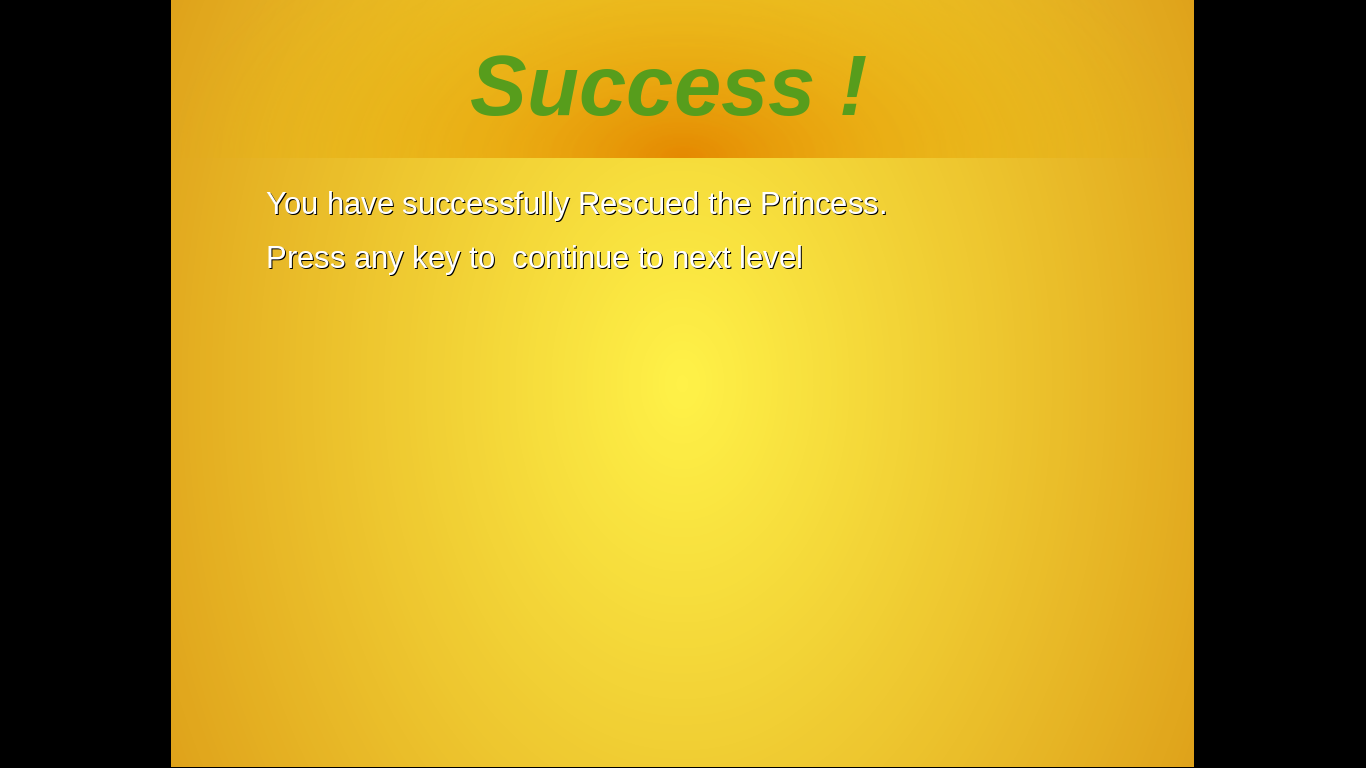 Success !
You have successfully Rescued the Princess.
Press any key to  continue to next level